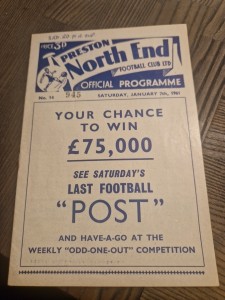 PRICE 3D
PRESTON
North End
FOOTBALL CLUB LTD
OFFICIAL PROGRAMME
No. 945 SATURDAY, JANUARY 7th, 1961
YOUR CHANCE
TO WIN
£75,000
SEE SATURDAY'S
LAST FOOTBALL
"POST"
AND HAVE-A-GO AT THE
WEEKLY "ODD-ONE-OUT" COMPETITION